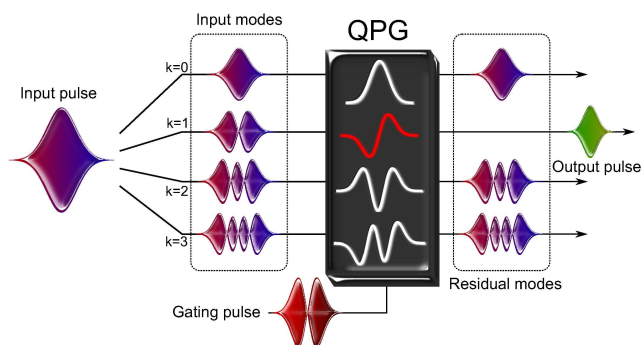 Input modes
QPG
Input pulse
k=0
k=1
k=2
k=3
Output pulse
Residual modes
Gating pulse